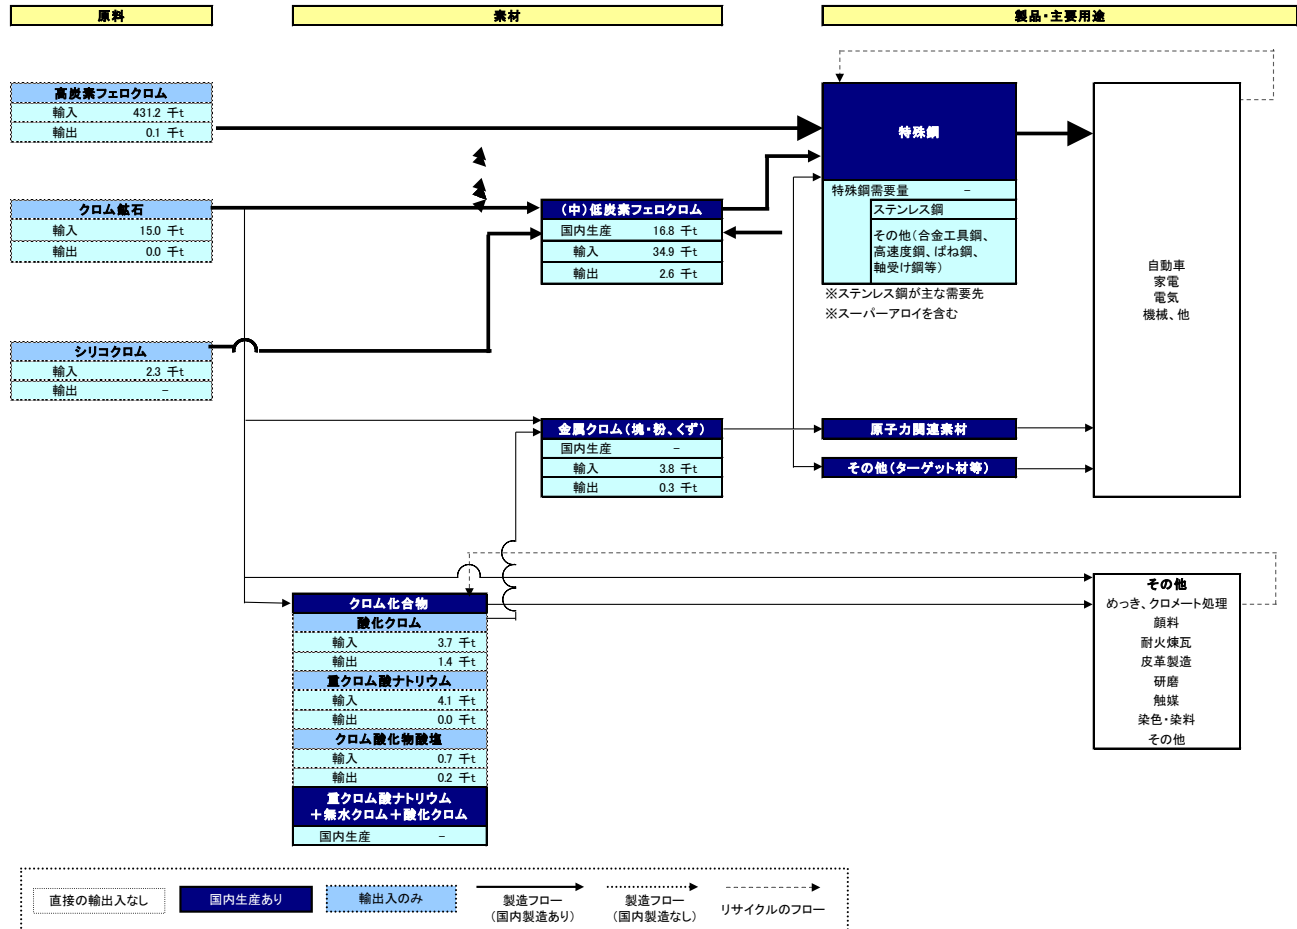 原料
素材
製品・主要用途
高炭素フェロクロム
輸入 431.2 千t
輸出 0.1 千t
クロム鉱石
輸入 15.0 千t
輸出 0.0 千t
シリコクロム
輸入 2.3 千t
輸出 -
(中)低炭素フェロクロム
国内生産 16.8 千t
輸入 34.9 千t
輸出 2.6 千t
金属クロム(塊・粉、くず)
国内生産 -
輸入 3.8 千t
輸出 0.3 千t
クロム化合物
酸化クロム
輸入 3.7 千t
輸出 1.4 千t
重クロム酸ナトリウム
輸入 4.1 千t
輸出 0.0 千t
クロム酸化物酸塩
輸入 0.7 千t
輸出 0.2 千t
重クロム酸ナトリウム
+無水クロム+酸化クロム
国内生産 -
特殊鋼
特殊鋼需要量 -
ステンレス鋼
その他(合金工具鋼、
高速度鋼、ばね鋼、
軸受け鋼等)
※ステンレス鋼が主な需要先
※スーパーアロイを含む
原子力関連素材
その他(ターゲット材等)
自動車
家電
電気
機械、他
その他
めっき、クロメート処理
顔料
耐火煉瓦
皮革製造
研磨
触媒
染色・染料
その他
直接の輸出入なし
国内生産あり
輸出入のみ
製造フロー
(国内製造あり)
製造フロー
(国内製造なし)
リサイクルのフロー